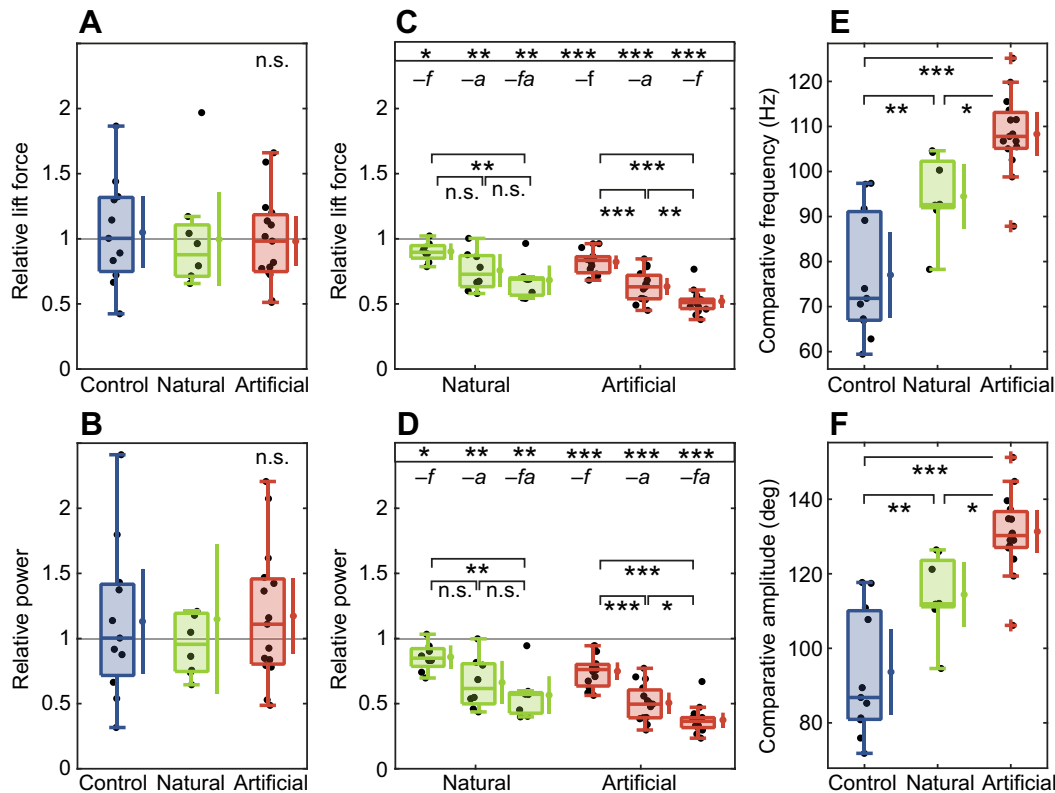 A
n.s.
2
1.5
1
0.5
0
Relative lift force
Control Natural Artificial
C
* ** ** *** *** ***
–f –a –fa –f –a –f
2
1.5
1
0.5
0
Relative lift force
**
n.s. n.s.
***
*** **
Natural Artificial
E
120
110
100
90
80
70
60
Comparative frequency (Hz)
***
** *
Control Natural Artificial
B
n.s.
2
1.5
1
0.5
0
Relative power
Control Natural Artificial
D
* ** ** *** *** ***
–f –a –fa –f –a –fa
2
1.5
1
0.5
0
Relative power
**
n.s. n.s.
***
*** *
Natural Artificial
F
140
120
100
80
Comparative amplitude (deg)
***
** *
Control Natural Artificial